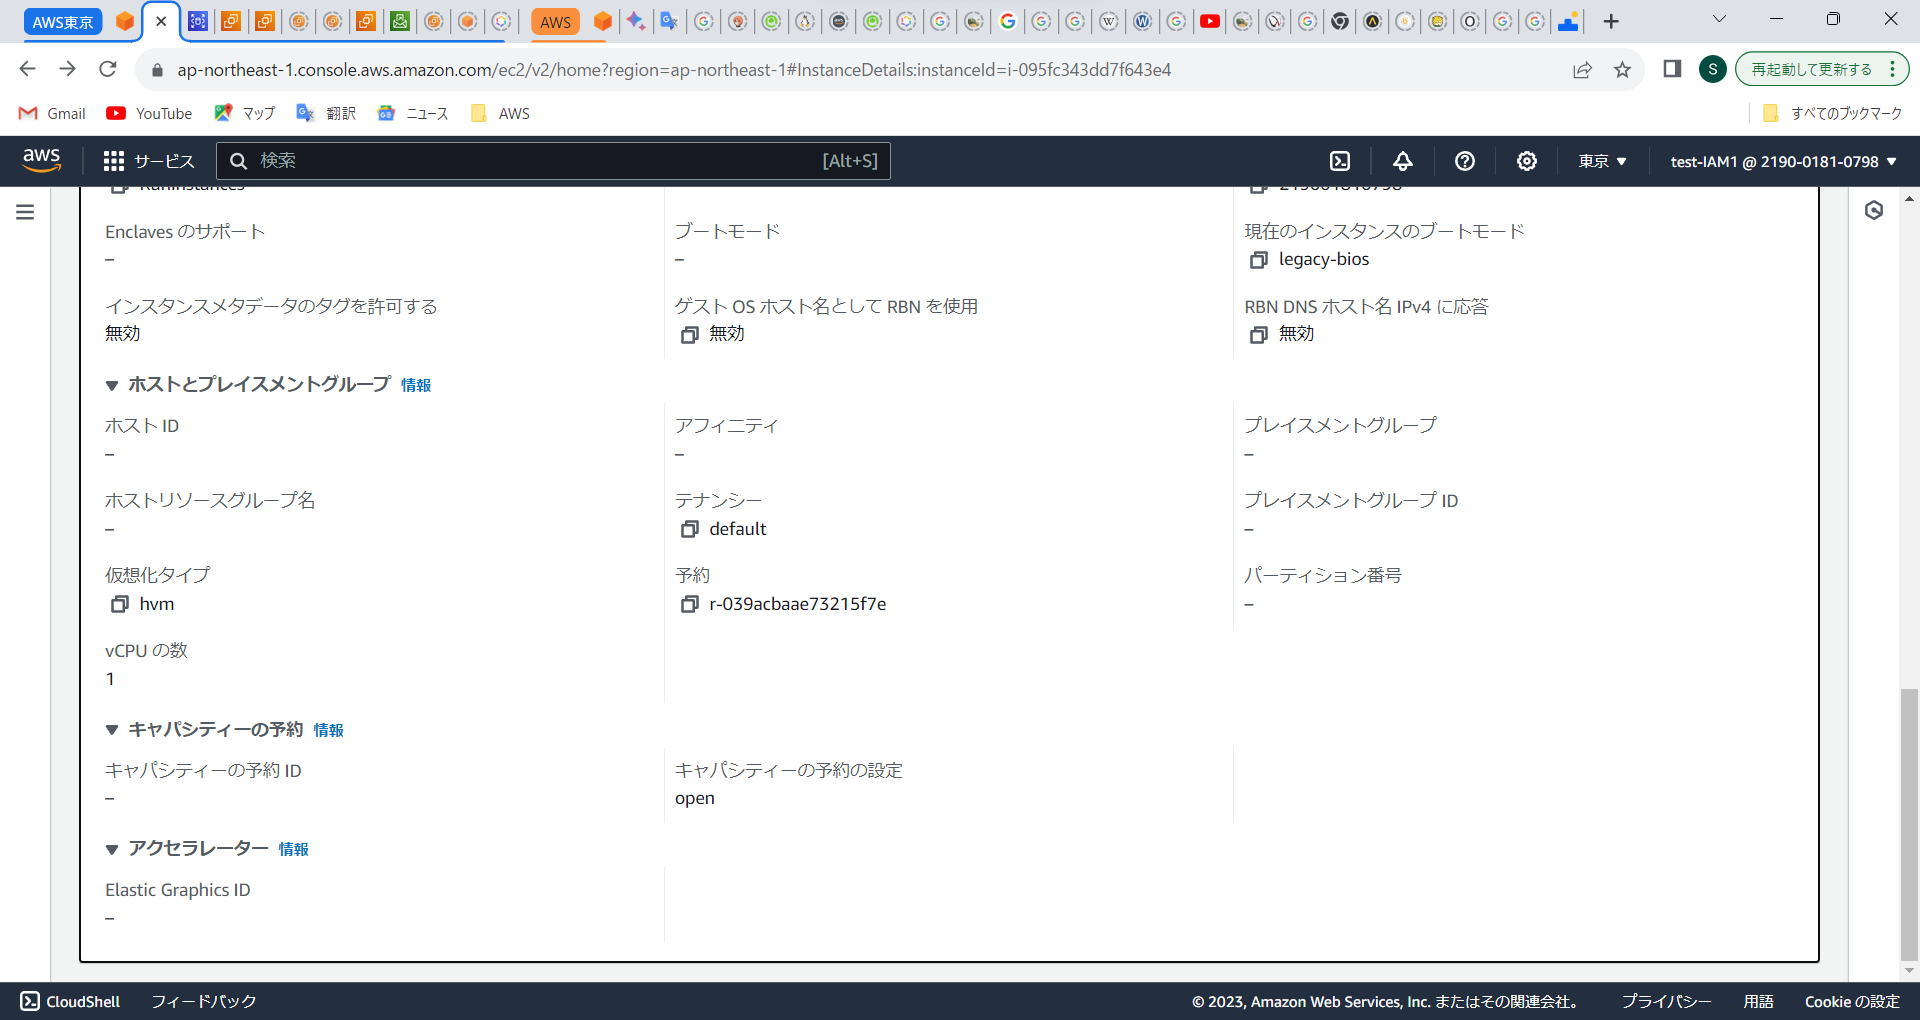 AWS東京
AWS
ap-northeast-1.console.aws.amazon.com/ec2/v2/home?region=ap-northeast-1#InstanceDetails:instanceId=i-095fc343dd7f643e4
S
再起動して更新する
Gmail
YouTube
マップ
翻訳
ニュース
AWS
すべてのブックマーク
aws
サービス
検索
[Alt+S]
東京
test-IAM1 @ 2190-0181-0798
RunInstances
219001810798
Enclaves のサポート
ブートモード
現在のインスタンスのブートモード
–
–
legacy-bios
インスタンスメタデータのタグを許可する
ゲスト OS ホスト名として RBN を使用
RBN DNS ホスト名 IPv4 に応答
無効
無効
無効
ホストとプレイスメントグループ 情報
ホスト ID
アフィニティ
プレイスメントグループ
–
–
–
ホストリソースグループ名
テナンシー
プレイスメントグループ ID
–
default
–
仮想化タイプ
予約
パーティション番号
hvm
r-039acbaae73215f7e
–
vCPU の数
1
キャパシティーの予約 情報
キャパシティーの予約 ID
キャパシティーの予約の設定
–
open
アクセラレーター 情報
Elastic Graphics ID
–
CloudShell
フィードバック
© 2023, Amazon Web Services, Inc. またはその関連会社。
プライバシー
用語
Cookie の設定